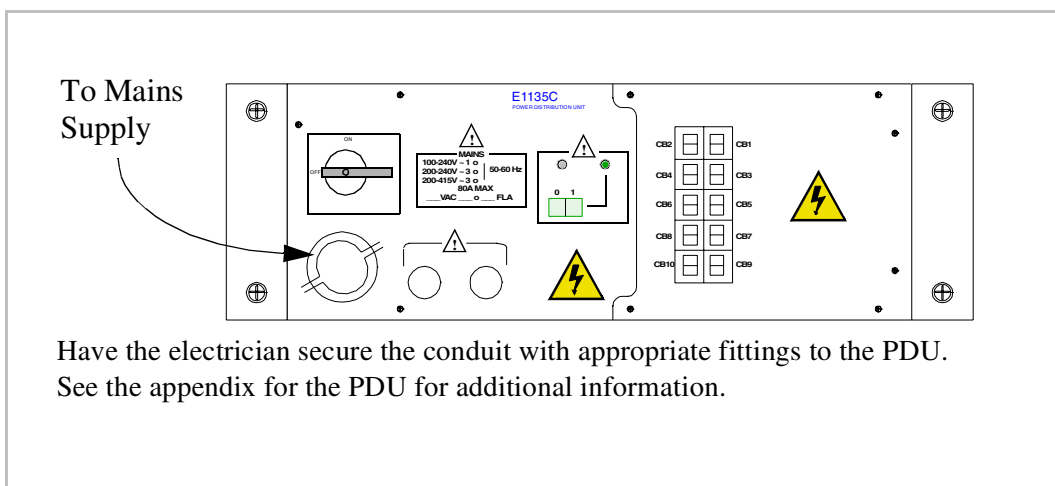 To Mains
Supply
E1135C
POWER DISTRIBUTION UNIT
ON
OFF
MAINS
100-240V ~ 1 o
200-240V ~ 3 o
200-415V ~ 3 o
50-60 Hz
80A MAX
___VAC ___ o ___ FLA
0 1
CB2 CB1
CB4 CB3
CB6 CB5
CB8 CB7
CB10 CB9
Have the electrician secure the conduit with appropriate fittings to the PDU.
See the appendix for the PDU for additional information.